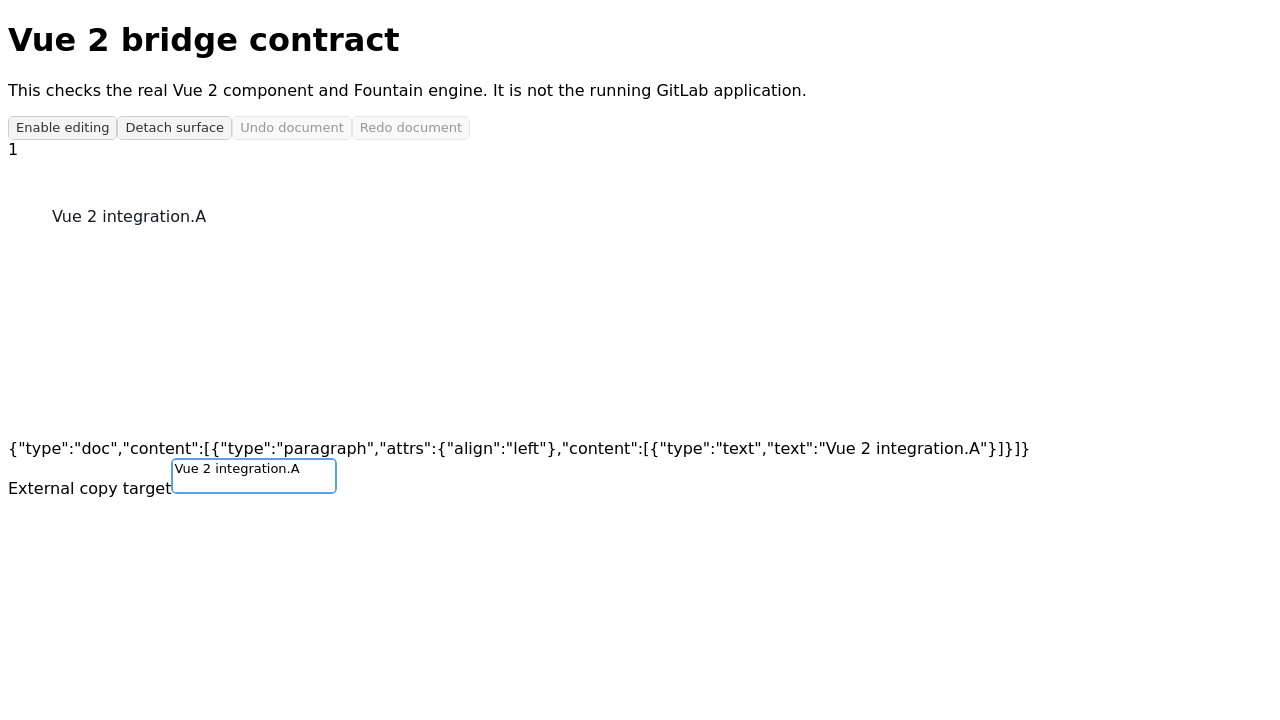 Vue 2 bridge contract
This checks the real Vue 2 component and Fountain engine. It is not the running GitLab application.
Enable editing Detach surface Undo document Redo document
1
Vue 2 integration.A
{"type":"doc","content":[{"type":"paragraph","attrs":{"align":"left"},"content":[{"type":"text","text":"Vue 2 integration.A"}]}]}
Vue 2 integration.A
External copy target